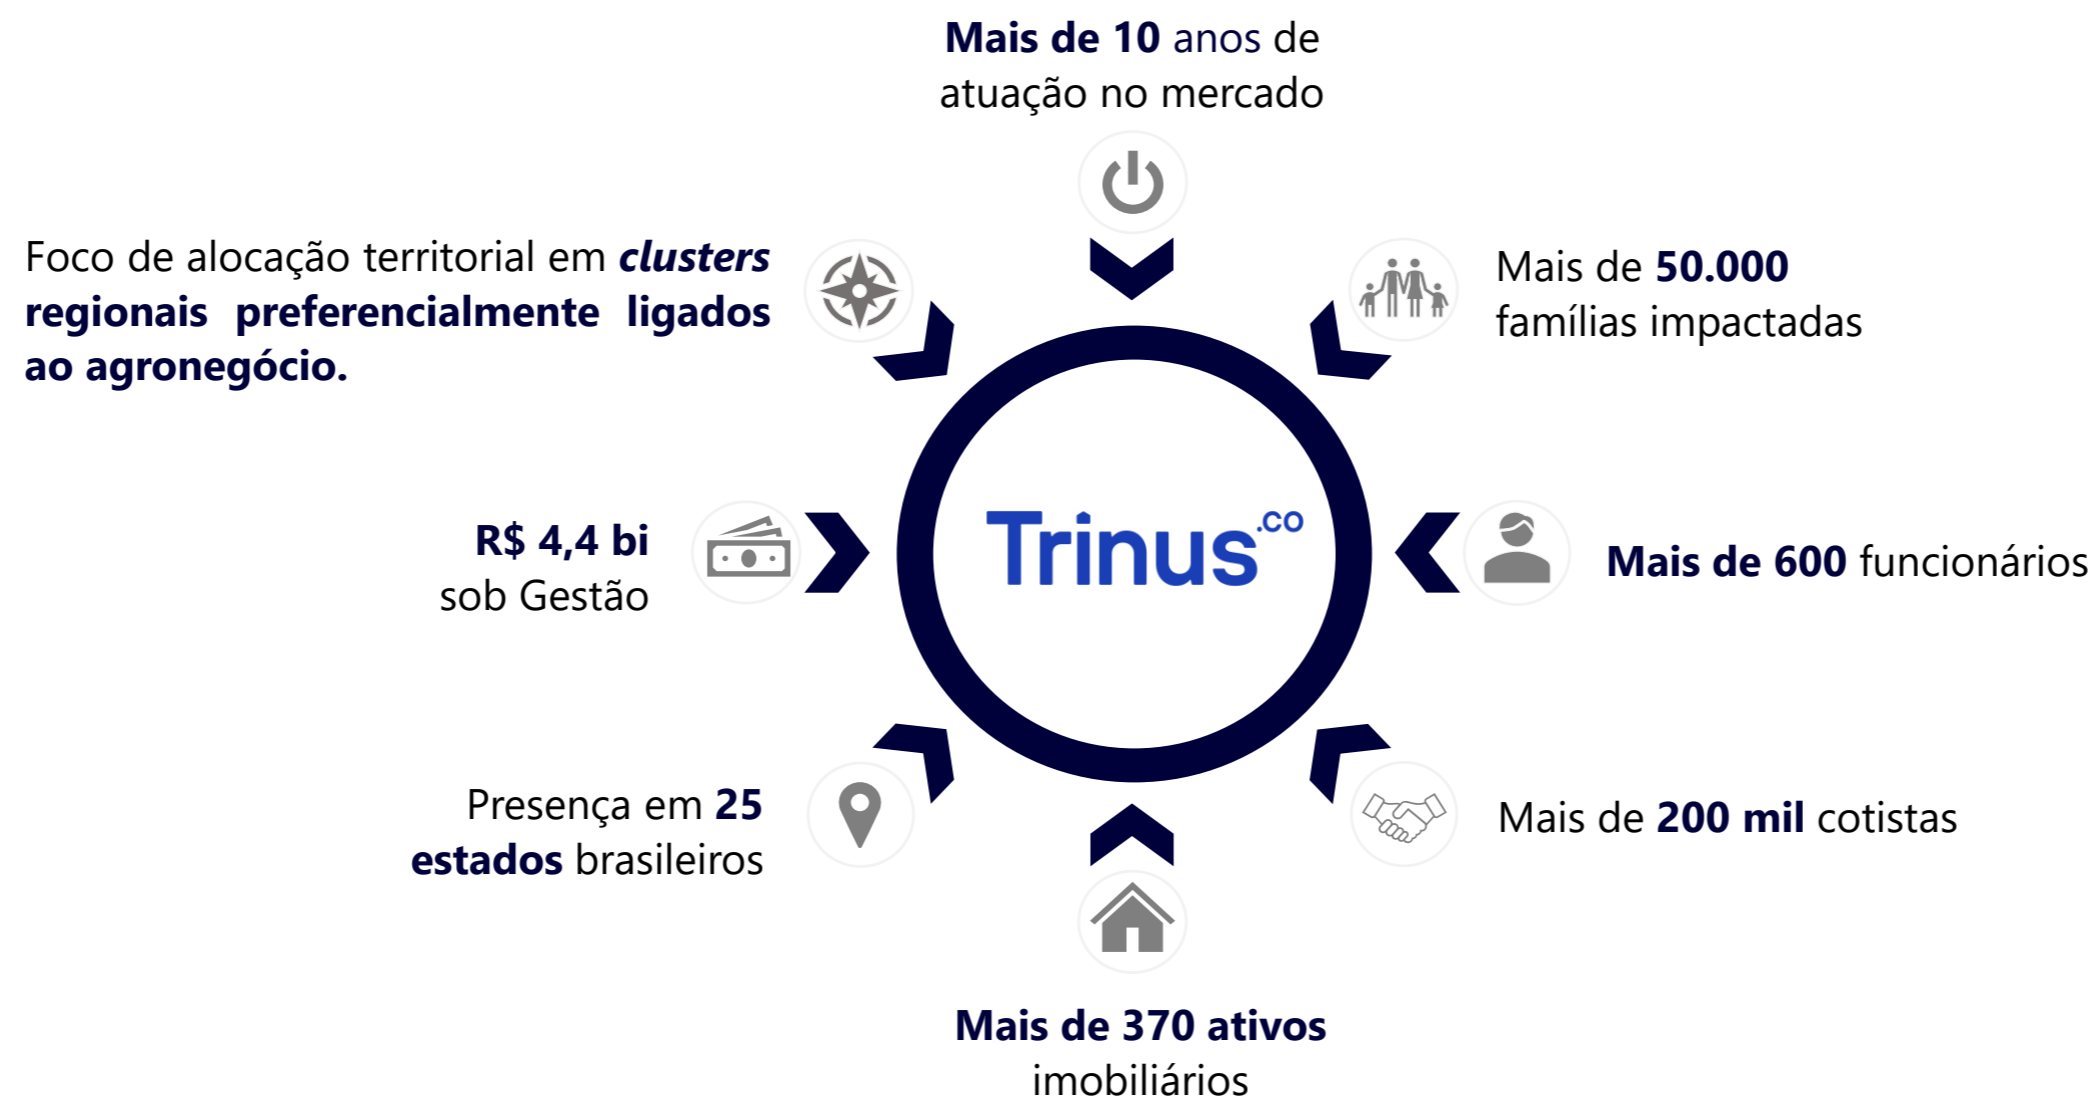 Mais de 10 anos de
atuação no mercado
Foco de alocação territorial em clusters
regionais preferencialmente ligados
ao agronegócio.
Mais de 50.000
famílias impactadas
R$ 4,4 bi
sob Gestão
Trinus.co
Mais de 600 funcionários
Presença em 25
estados brasileiros
Mais de 200 mil cotistas
Mais de 370 ativos
imobiliários